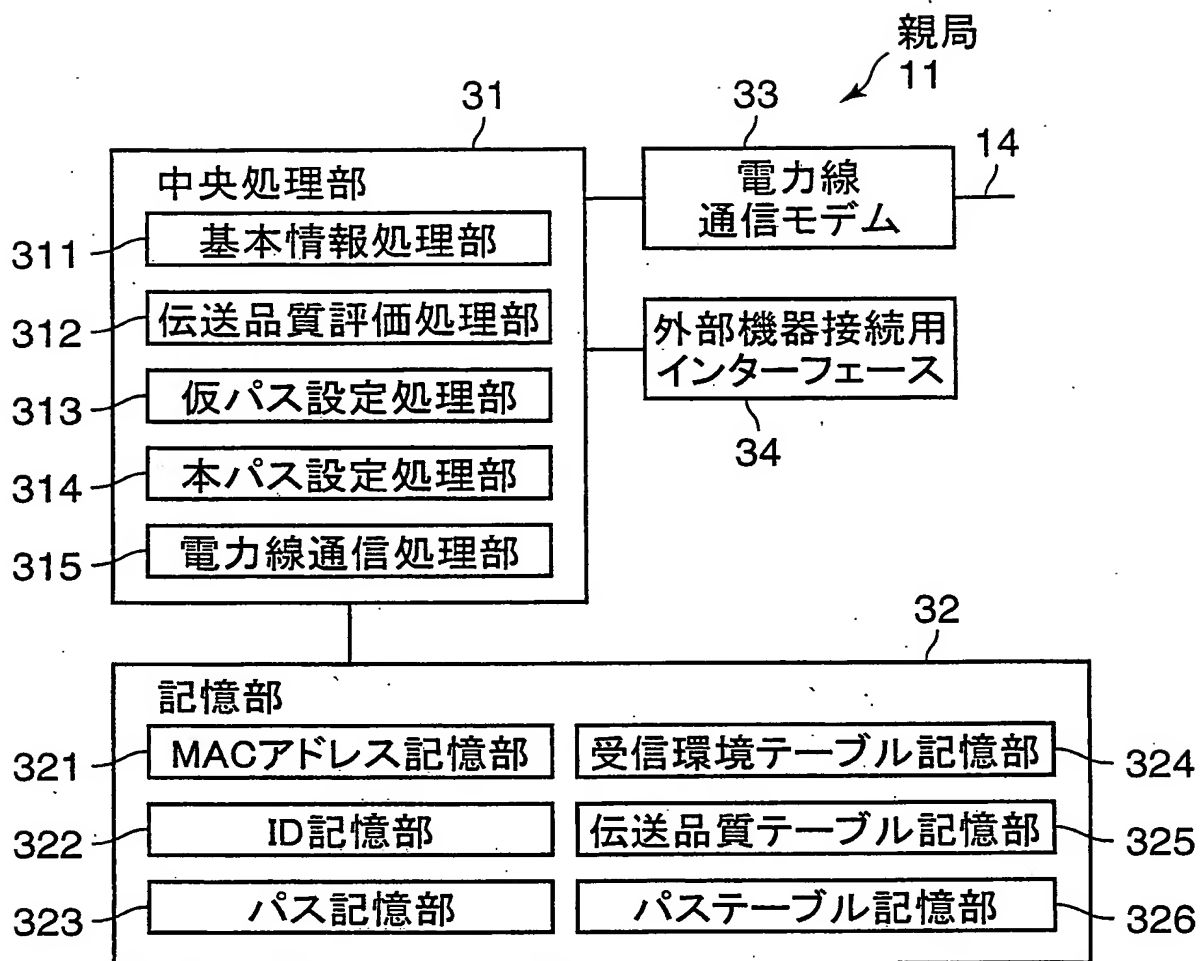 親局
11
31
33
14
中央処理部
電力線
通信モデム
311
基本情報処理部
312
伝送品質評価処理部
外部機器接続用
インターフェース
313
仮パス設定処理部
34
314
本パス設定処理部
315
電力線通信処理部
32
記憶部
321
MACアドレス記憶部
受信環境テーブル記憶部
324
322
ID記憶部
伝送品質テーブル記憶部
325
323
パス記憶部
パステーブル記憶部
326